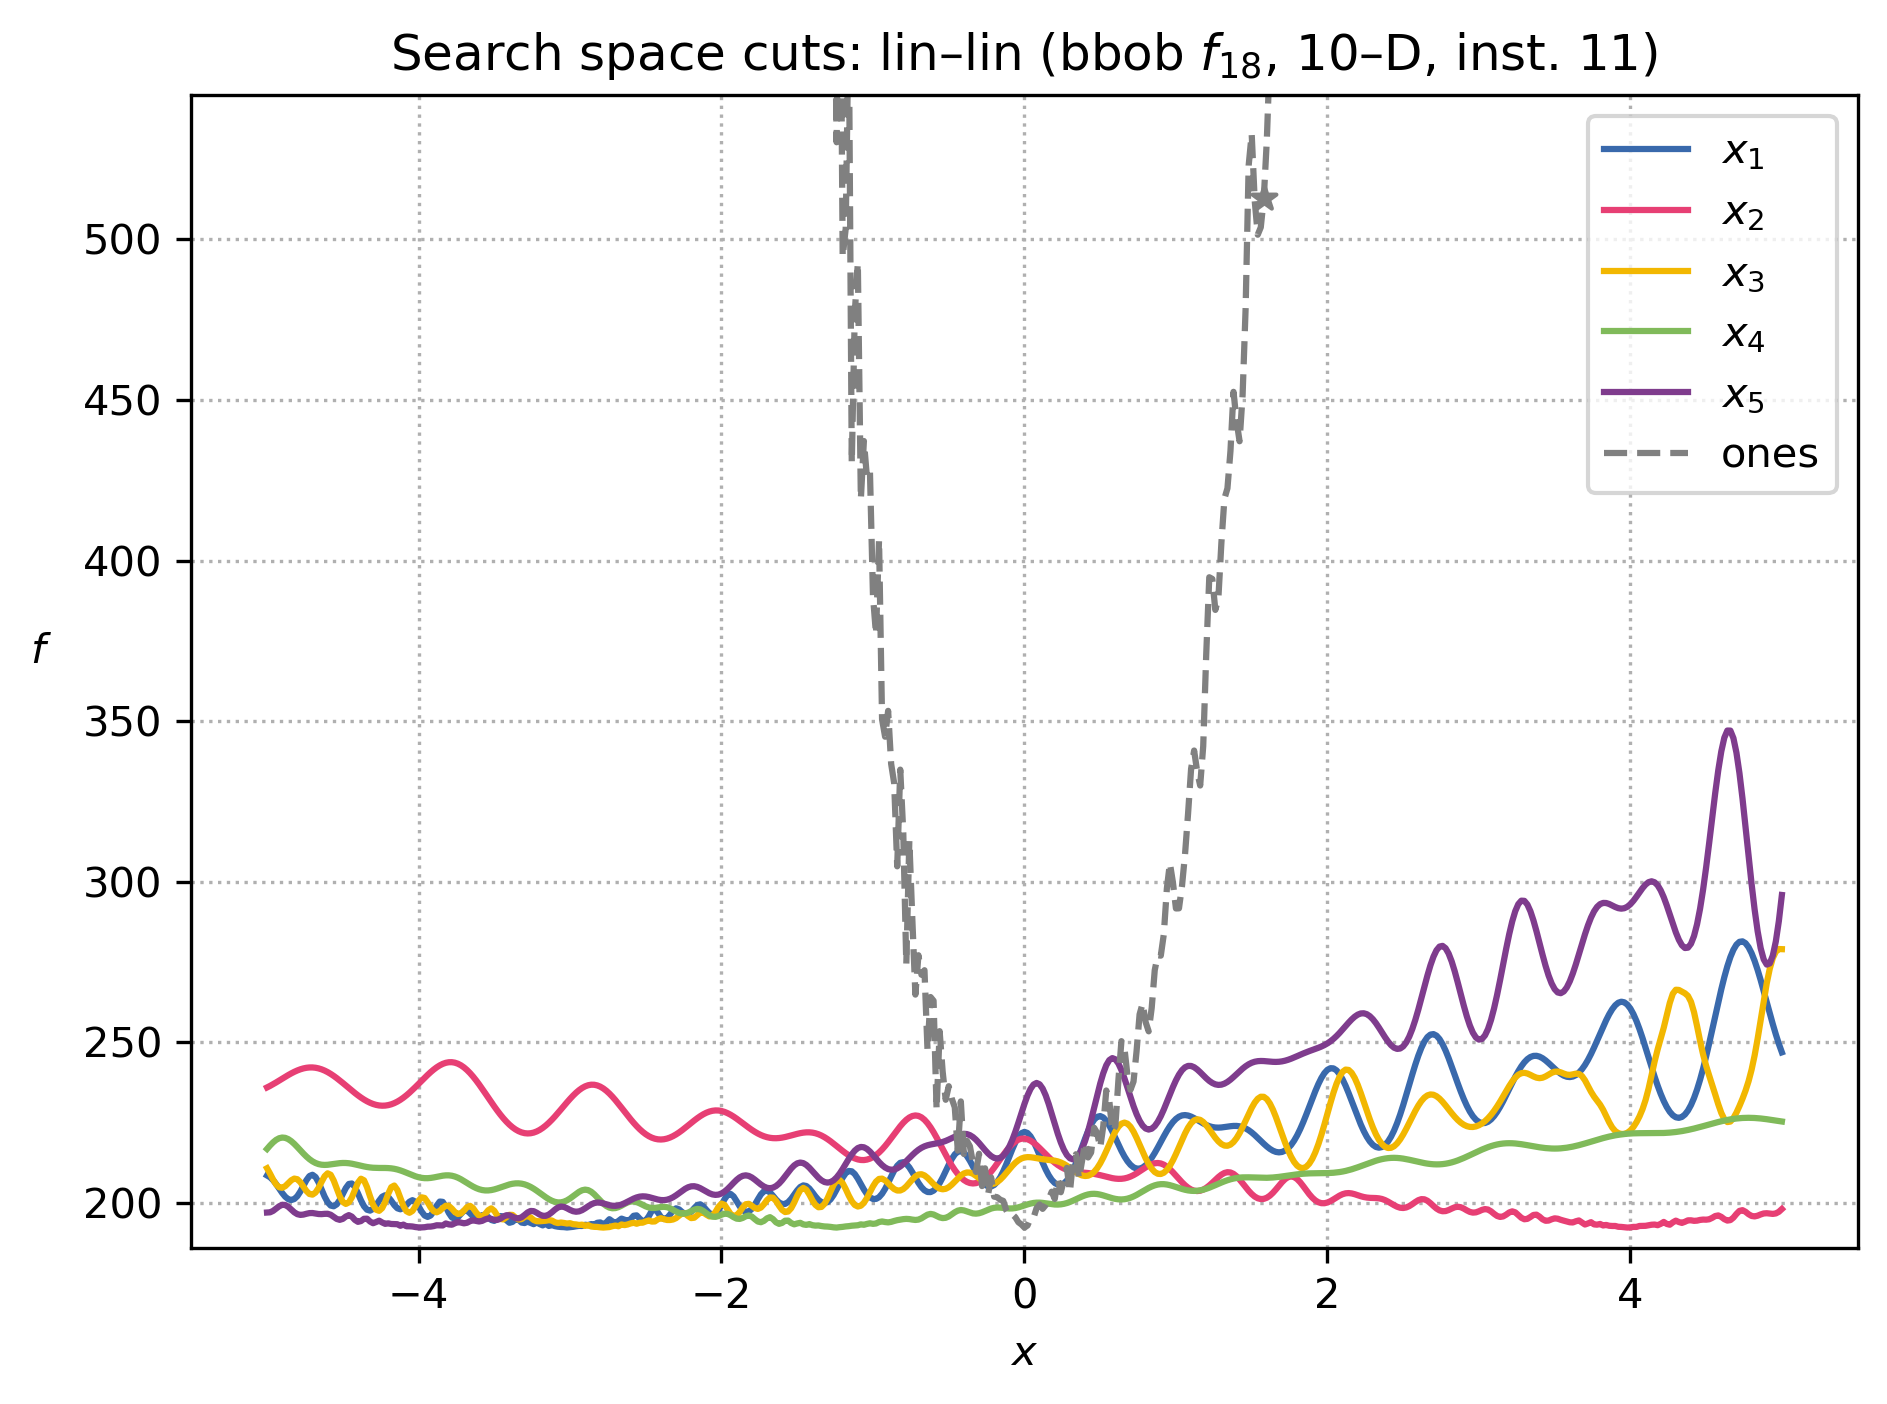 Search space cuts: lin–lin (bbob f₁₈, 10–D, inst. 11)
x₁
x₂
x₃
x₄
x₅
ones
500
450
400
350
300
250
200
f
−4
−2
0
2
4
x